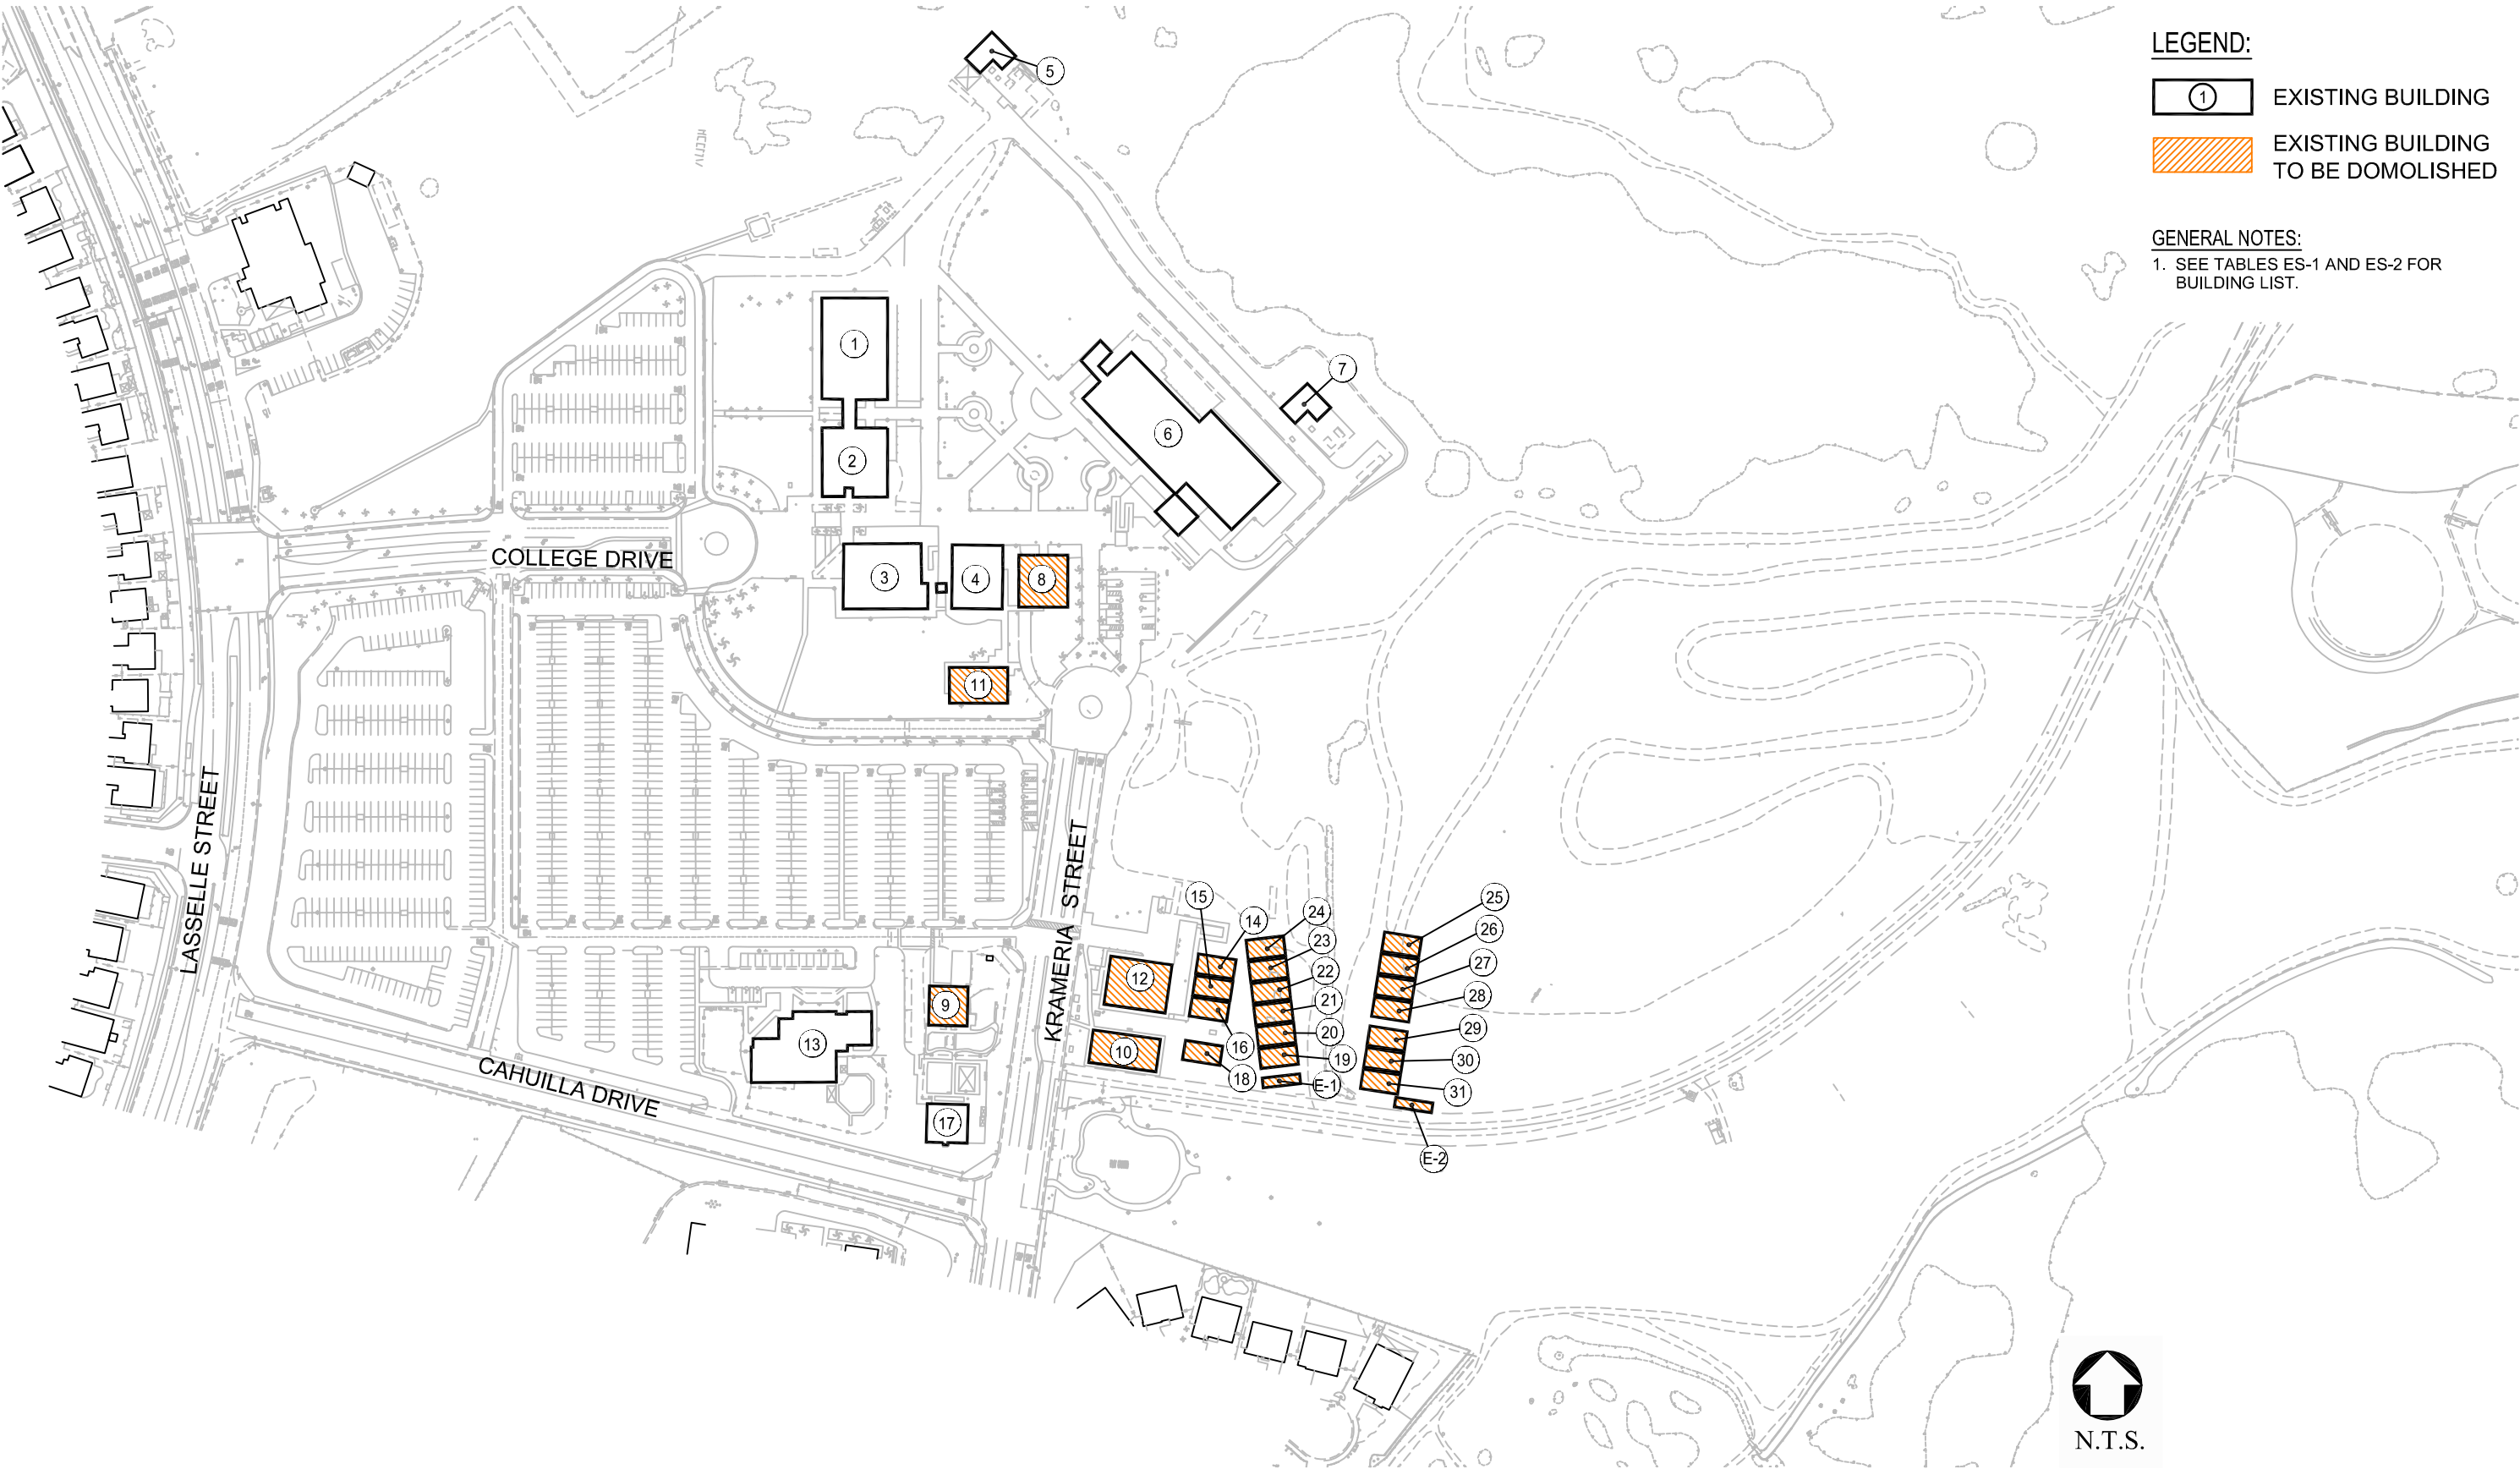 LEGEND:
1
EXISTING BUILDING
EXISTING BUILDING
TO BE DOMOLISHED
GENERAL NOTES:
1. SEE TABLES ES-1 AND ES-2 FOR
BUILDING LIST.
5
1
7
6
2
COLLEGE DRIVE
3
4
8
11
LASSELLE STREET
KRAMERIA STREET
CAHUILLA DRIVE
15
14
24
23
22
21
20
19
E-1
12
16
18
10
9
13
17
25
26
27
28
29
30
31
E-2
N.T.S.